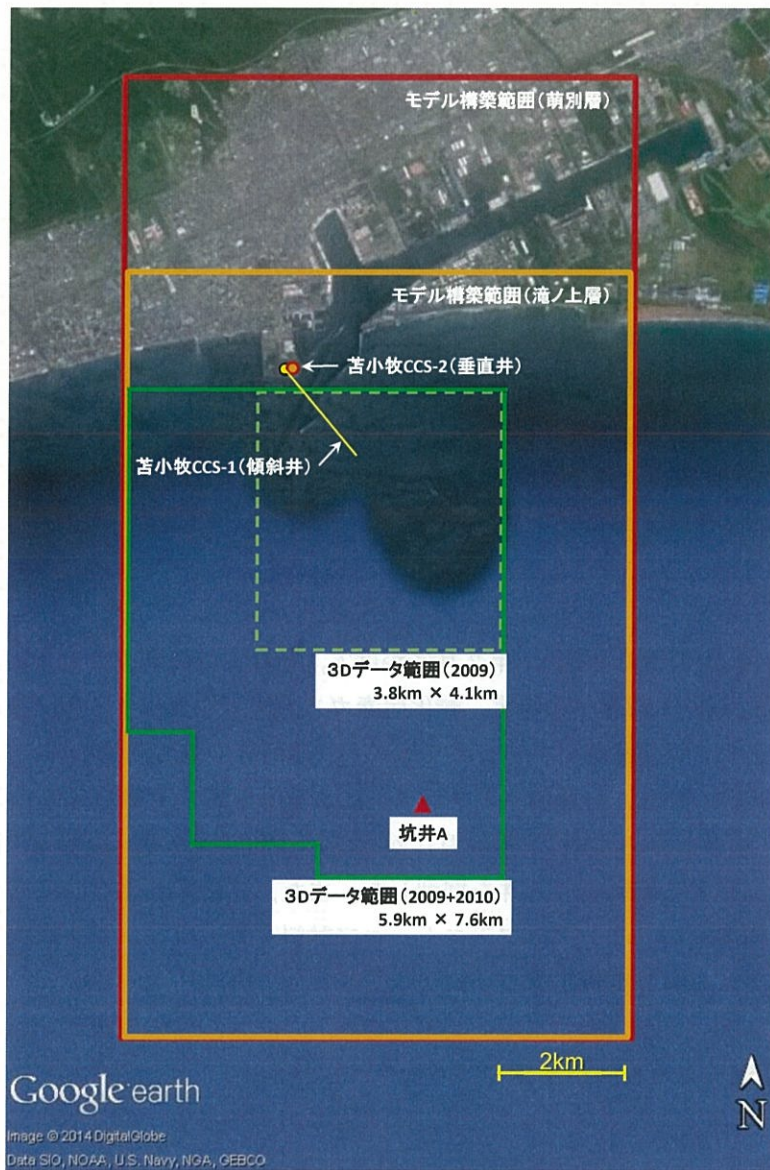 モデル構築範囲(萌別層)
モデル構築範囲(滝ノ上層)
苫小牧CCS-2(垂直井)
苫小牧CCS-1(傾斜井)
3Dデータ範囲(2009)
3.8km × 4.1km
坑井A
3Dデータ範囲(2009+2010)
5.9km × 7.6km
2km
N
Google earth
Image © 2014 DigitalGlobe
Data SIO, NOAA, U.S. Navy, NGA, GEBCO